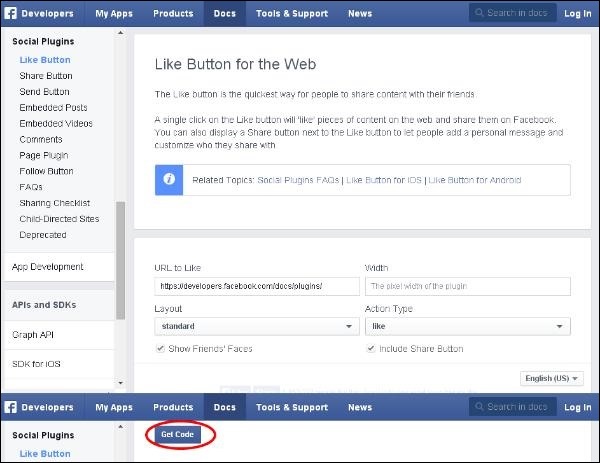 f Developers My Apps Products Docs Tools & Support News Search in docs Log In
Social Plugins
Like Button
Share Button
Send Button
Embedded Posts
Embedded Videos
Comments
Page Plugin
Follow Button
FAQs
Sharing Checklist
Child-Directed Sites
Deprecated
App Development
APIs and SDKs
Graph API
SDK for iOS
Like Button for the Web
The Like button is the quickest way for people to share content with their friends.
A single click on the Like button will 'like' pieces of content on the web and share them on Facebook.
You can also display a Share button next to the Like button to let people add a personal message and
customize who they share with
i Related Topics: Social Plugins FAQs | Like Button for iOS | Like Button for Android
URL to Like Width
https://developers.facebook.com/docs/plugins/ The pixel width of the plugin
Layout Action Type
standard like
Show Friends' Faces Include Share Button
English (US)
f Developers My Apps Products Docs Tools & Support News Search in docs Log In
Social Plugins
Like Button
Get Code